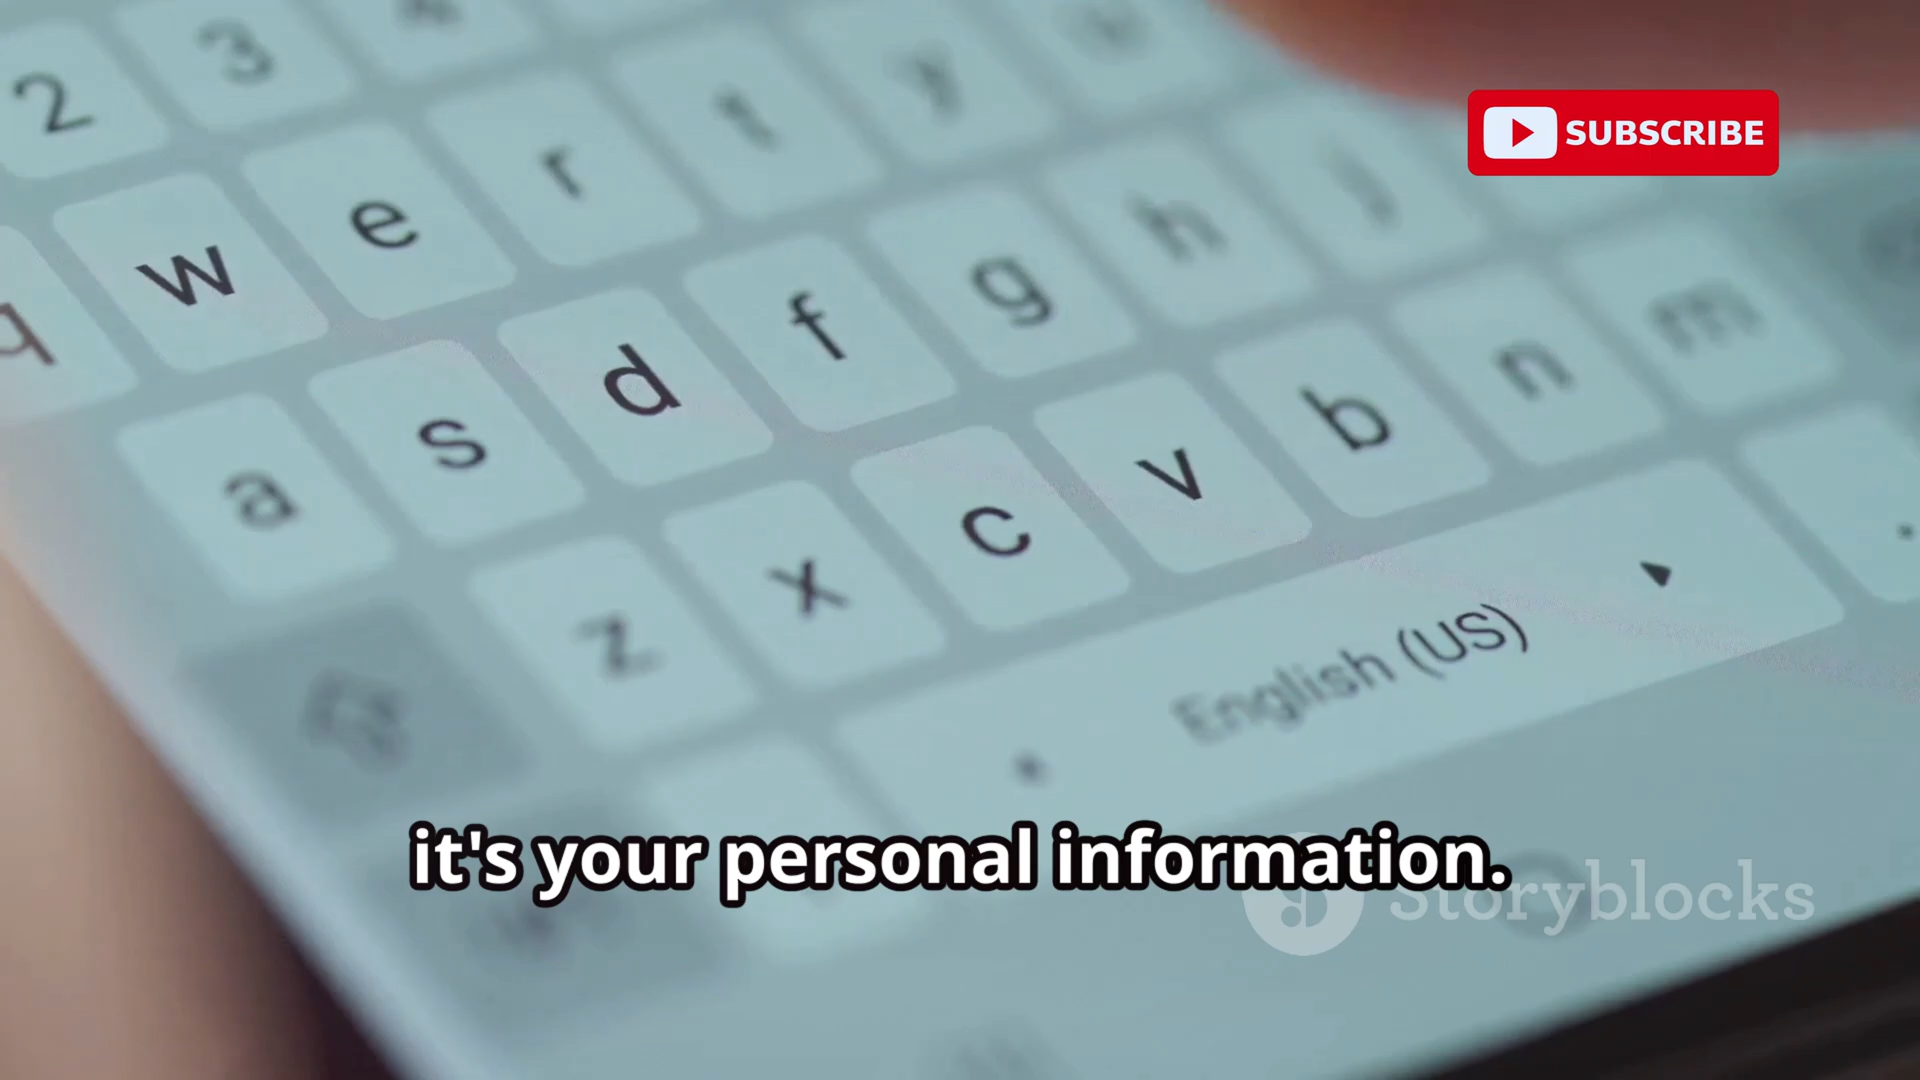 2 3
SUBSCRIBE
q w e r t y
a s d f g h j
z x c v b n m
English (US)
it's your personal information.
Storyblocks